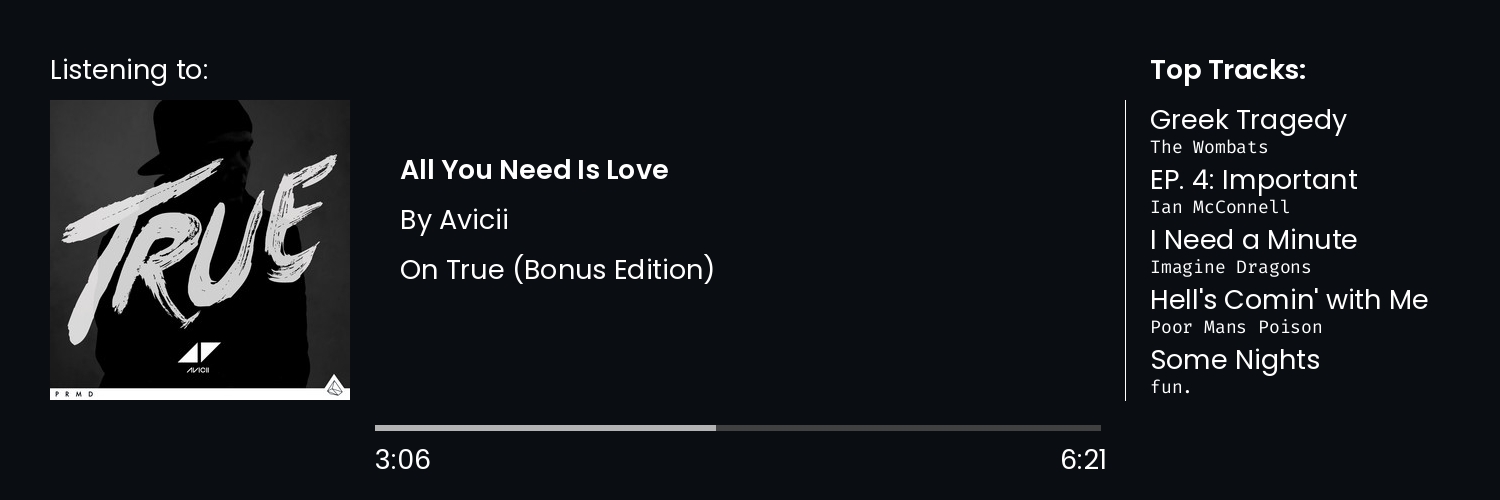 Listening to:
TRUE
AVICII
PRMD
All You Need Is Love
By Avicii
On True (Bonus Edition)
3:06
6:21
Top Tracks:
Greek Tragedy
The Wombats
EP. 4: Important
Ian McConnell
I Need a Minute
Imagine Dragons
Hell's Comin' with Me
Poor Mans Poison
Some Nights
fun.